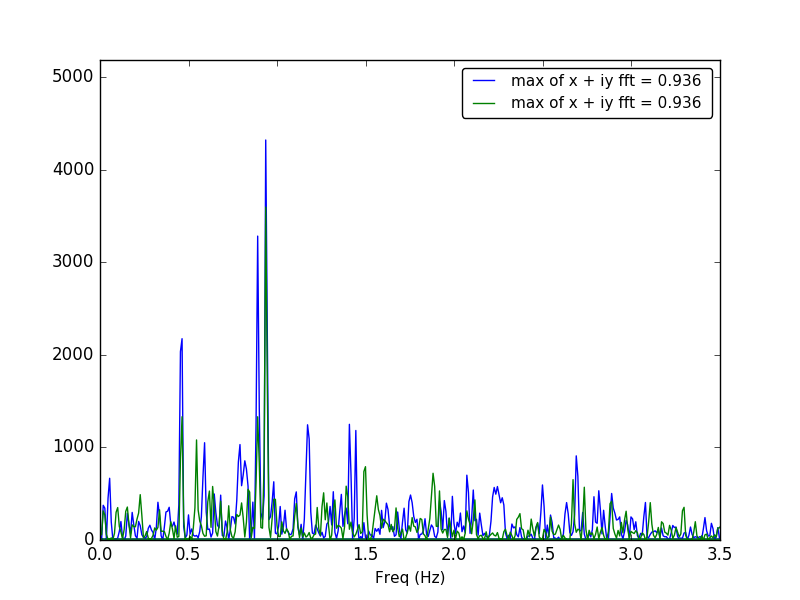 5000
4000
3000
2000
1000
0
0.0 0.5 1.0 1.5 2.0 2.5 3.0 3.5
Freq (Hz)
max of x + iy fft = 0.936
max of x + iy fft = 0.936